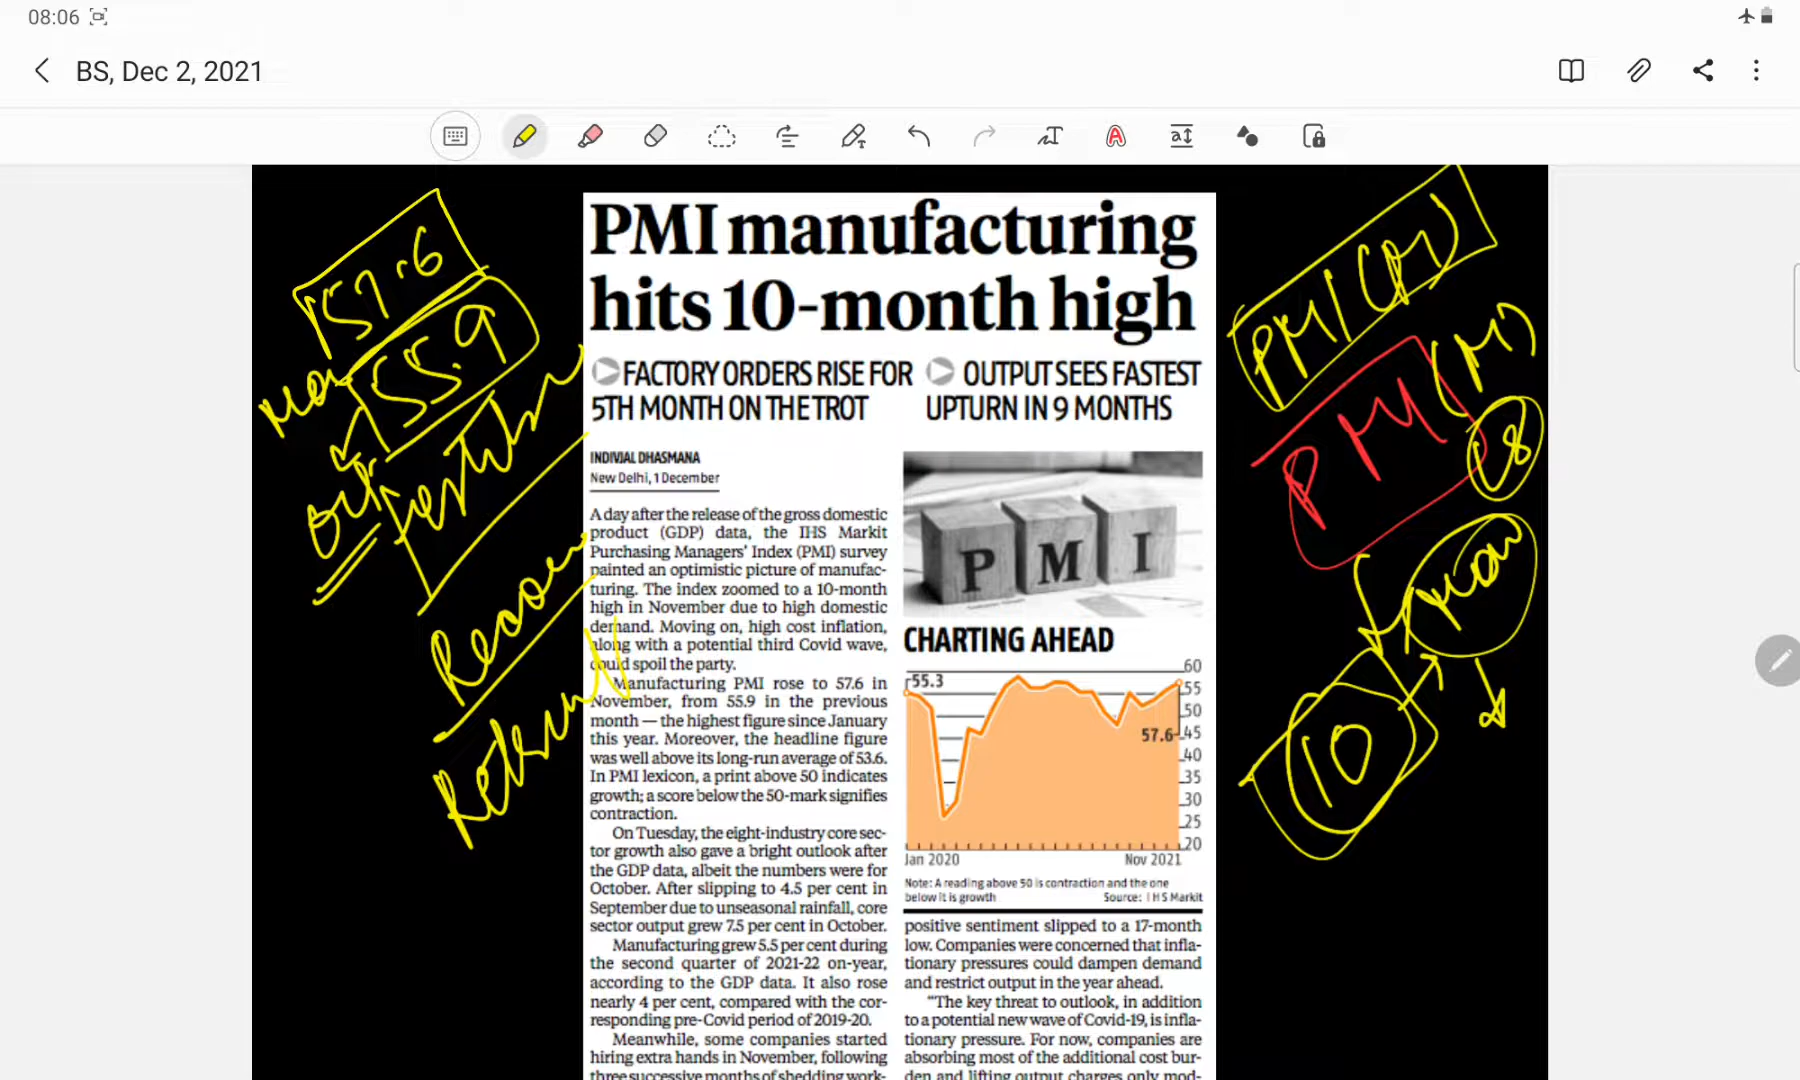 08:06
BS, Dec 2, 2021
PMI manufacturing
hits 10-month high
FACTORY ORDERS RISE FOR
5TH MONTH ON THE TROT
OUTPUT SEES FASTEST
UPTURN IN 9 MONTHS
INDIVJAL DHASMANA
New Delhi, 1 December
A day after the release of the gross domestic
product (GDP) data, the IHS Markit
Purchasing Managers' Index (PMI) survey
painted an optimistic picture of manufac-
turing. The index zoomed to a 10-month
high in November due to high domestic
demand. Moving on, high cost inflation,
along with a potential third Covid wave,
could spoil the party.
Manufacturing PMI rose to 57.6 in
November, from 55.9 in the previous
month — the highest figure since January
this year. Moreover, the headline figure
was well above its long-run average of 53.6.
In PMI lexicon, a print above 50 indicates
growth; a score below the 50-mark signifies
contraction.
On Tuesday, the eight-industry core sec-
tor growth also gave a bright outlook after
the GDP data, albeit the numbers were for
October. After slipping to 4.5 per cent in
September due to unseasonal rainfall, core
sector output grew 7.5 per cent in October.
Manufacturing grew 5.5 per cent during
the second quarter of 2021-22 on-year,
according to the GDP data. It also rose
nearly 4 per cent, compared with the cor-
responding pre-Covid period of 2019-20.
Meanwhile, some companies started
hiring extra hands in November, following
three successive months of shedding work-
P M I
CHARTING AHEAD
55.3
57.6
60
55
50
45
40
35
30
25
20
Jan 2020
Nov 2021
Note: A reading above 50 is contraction and the one
below it is growth
Source: IHS Markit
positive sentiment slipped to a 17-month
low. Companies were concerned that infla-
tionary pressures could dampen demand
and restrict output in the year ahead.
"The key threat to outlook, in addition
to a potential new wave of Covid-19, is infla-
tionary pressure. For now, companies are
absorbing most of the additional cost bur-
den and lifting output charges only mod-
57.6
55.9
Nov
Oct
PMI (M)
PMI (M)
10